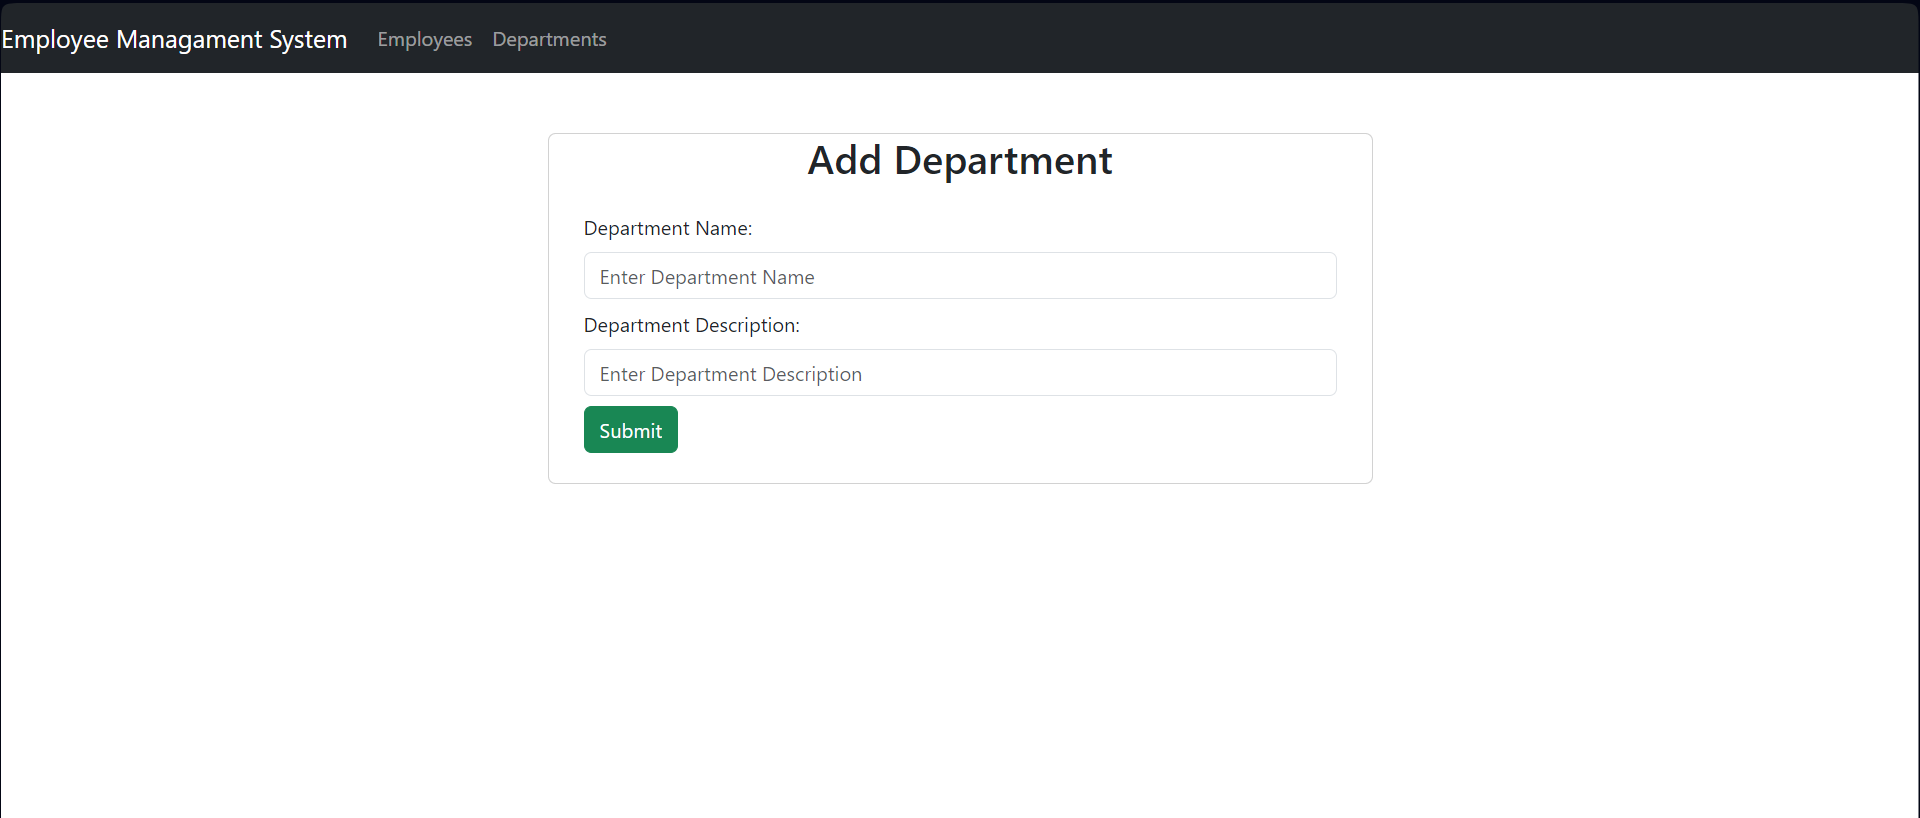 Employee Managament System Employees Departments
Add Department
Department Name:
Enter Department Name
Department Description:
Enter Department Description
Submit